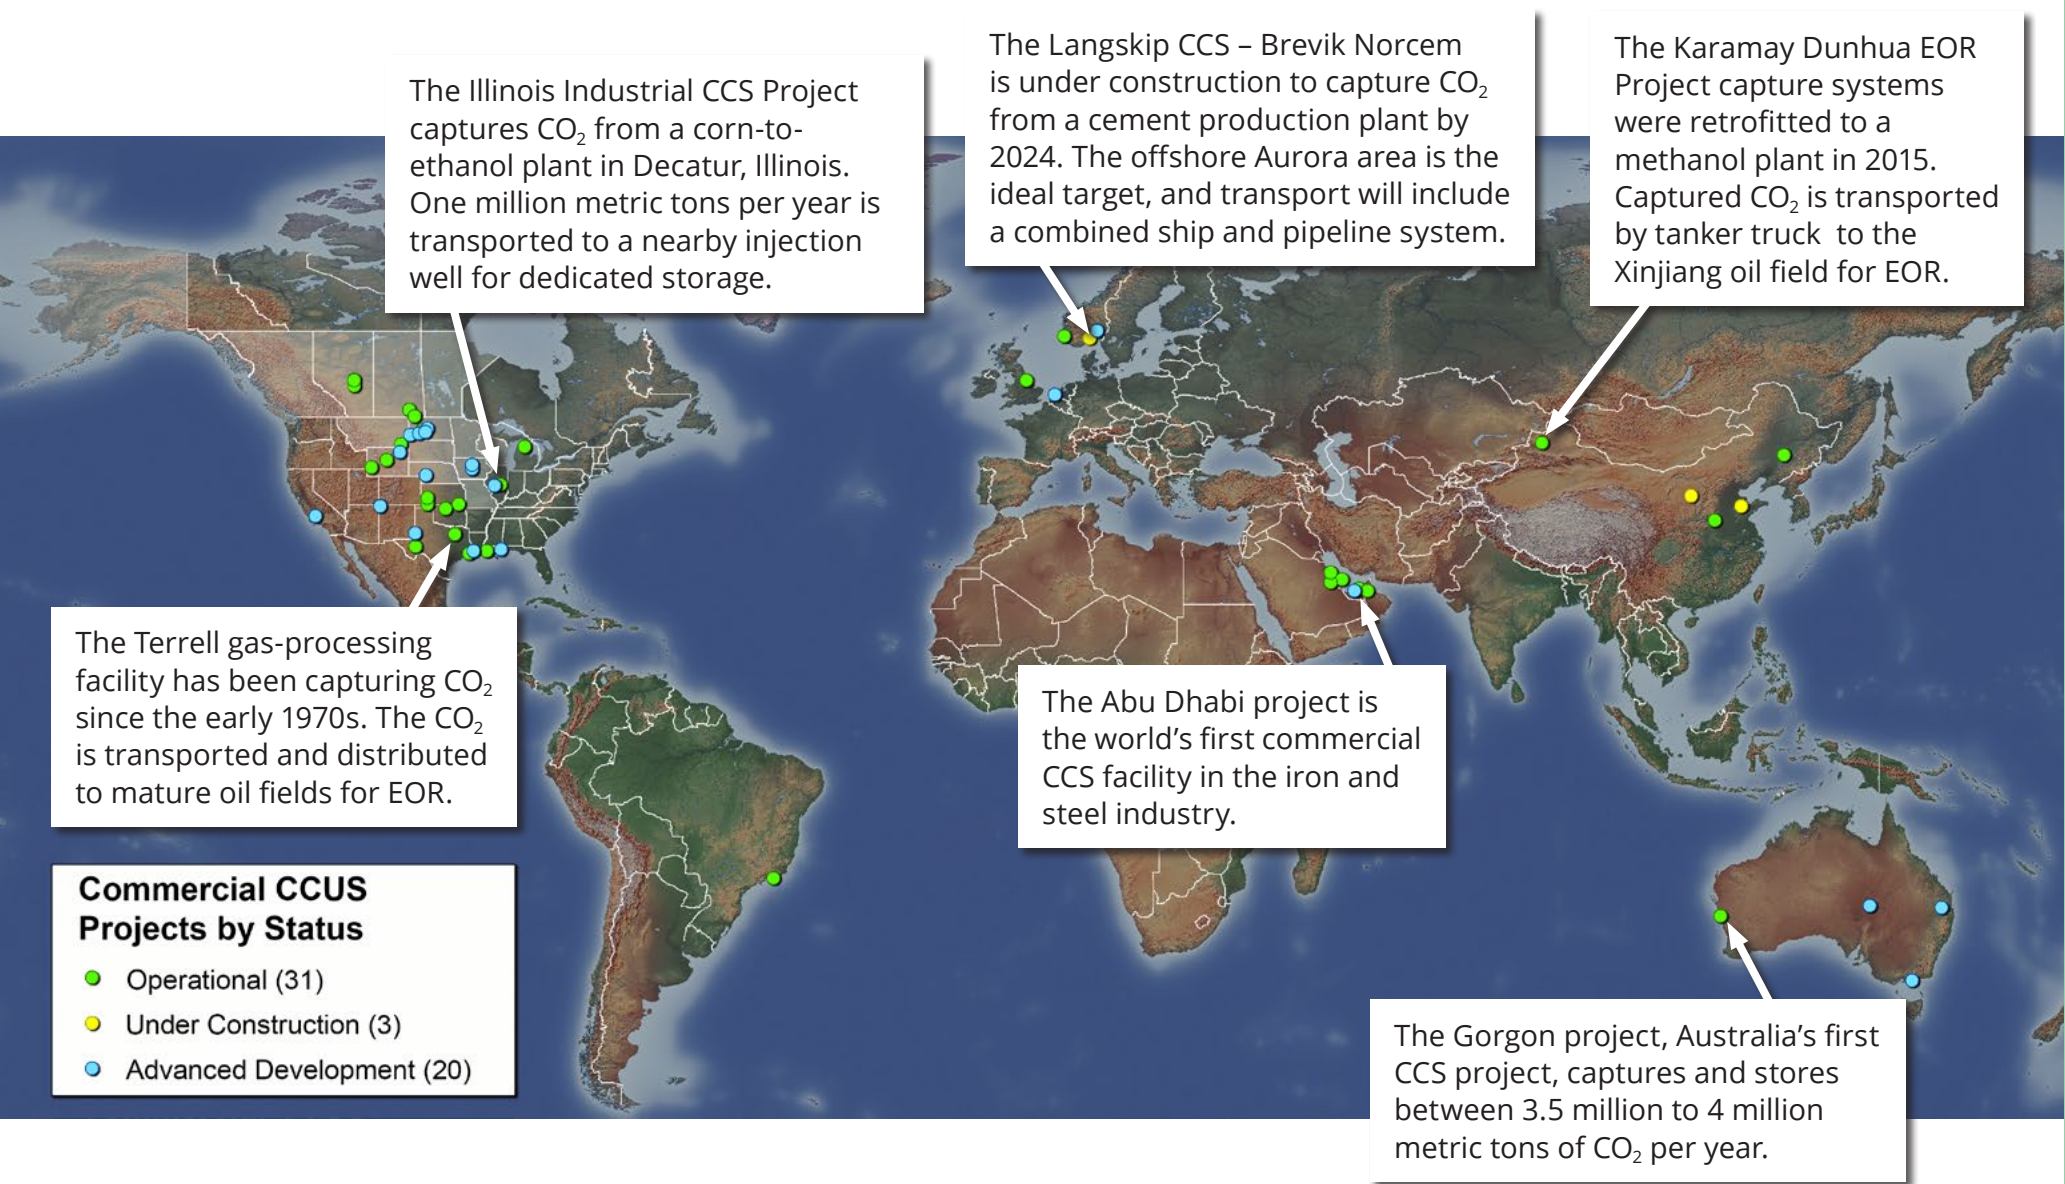 The Illinois Industrial CCS Project
captures CO₂ from a corn-to-
ethanol plant in Decatur, Illinois.
One million metric tons per year is
transported to a nearby injection
well for dedicated storage.
The Langskip CCS – Brevik Norcem
is under construction to capture CO₂
from a cement production plant by
2024. The offshore Aurora area is the
ideal target, and transport will include
a combined ship and pipeline system.
The Karamay Dunhua EOR
Project capture systems
were retrofitted to a
methanol plant in 2015.
Captured CO₂ is transported
by tanker truck to the
Xinjiang oil field for EOR.
The Terrell gas-processing
facility has been capturing CO₂
since the early 1970s. The CO₂
is transported and distributed
to mature oil fields for EOR.
The Abu Dhabi project is
the world’s first commercial
CCS facility in the iron and
steel industry.
Commercial CCUS
Projects by Status
Operational (31)
Under Construction (3)
Advanced Development (20)
The Gorgon project, Australia’s first
CCS project, captures and stores
between 3.5 million to 4 million
metric tons of CO₂ per year.